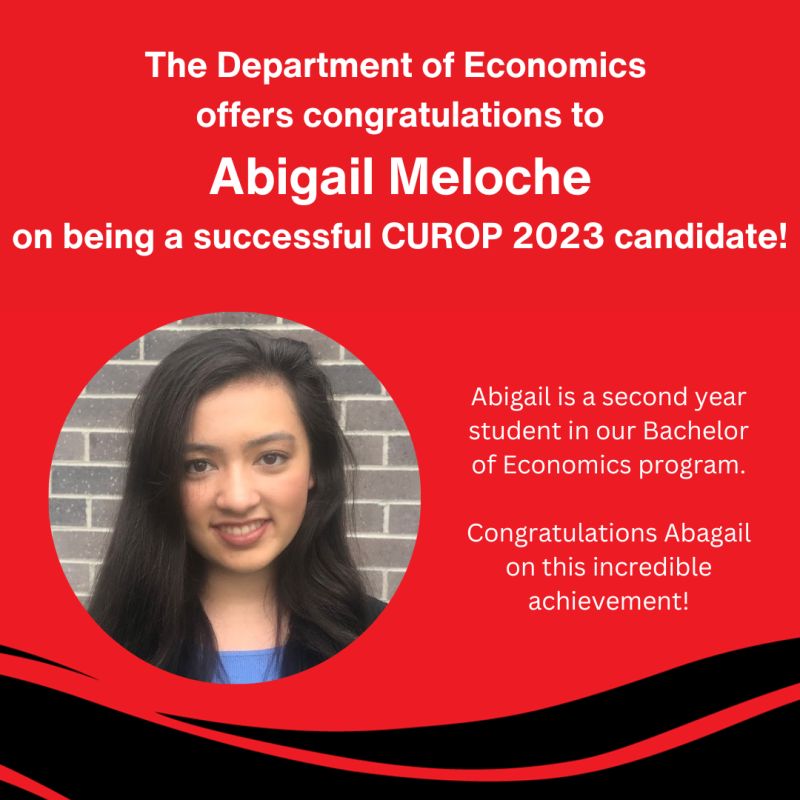 The Department of Economics
offers congratulations to
Abigail Meloche
on being a successful CUROP 2023 candidate!
Abigail is a second year
student in our Bachelor
of Economics program.
Congratulations Abagail
on this incredible
achievement!